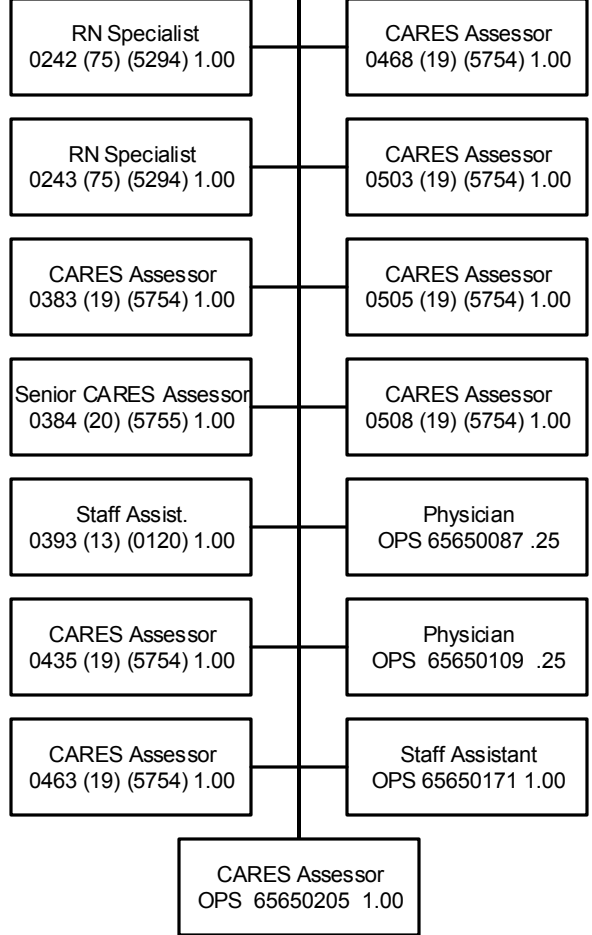 RN Specialist
0242 (75) (5294) 1.00
CARES Assessor
0468 (19) (5754) 1.00
RN Specialist
0243 (75) (5294) 1.00
CARES Assessor
0503 (19) (5754) 1.00
CARES Assessor
0383 (19) (5754) 1.00
CARES Assessor
0505 (19) (5754) 1.00
Senior CARES Assessor
0384 (20) (5755) 1.00
CARES Assessor
0508 (19) (5754) 1.00
Staff Assist.
0393 (13) (0120) 1.00
Physician
OPS 65650087 .25
CARES Assessor
0435 (19) (5754) 1.00
Physician
OPS 65650109 .25
CARES Assessor
0463 (19) (5754) 1.00
Staff Assistant
OPS 65650171 1.00
CARES Assessor
OPS 65650205 1.00